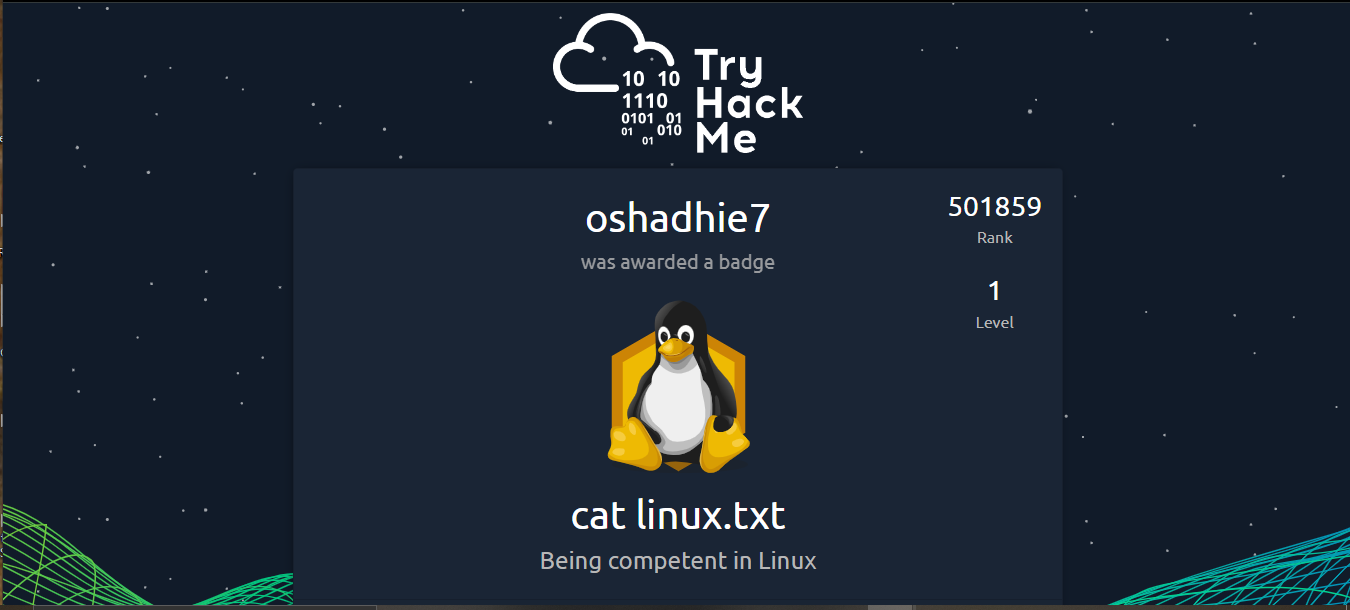 Try
Hack
Me
10 10
1110
0101 01
01 010
01
oshadhie7
was awarded a badge
501859
Rank
1
Level
cat linux.txt
Being competent in Linux